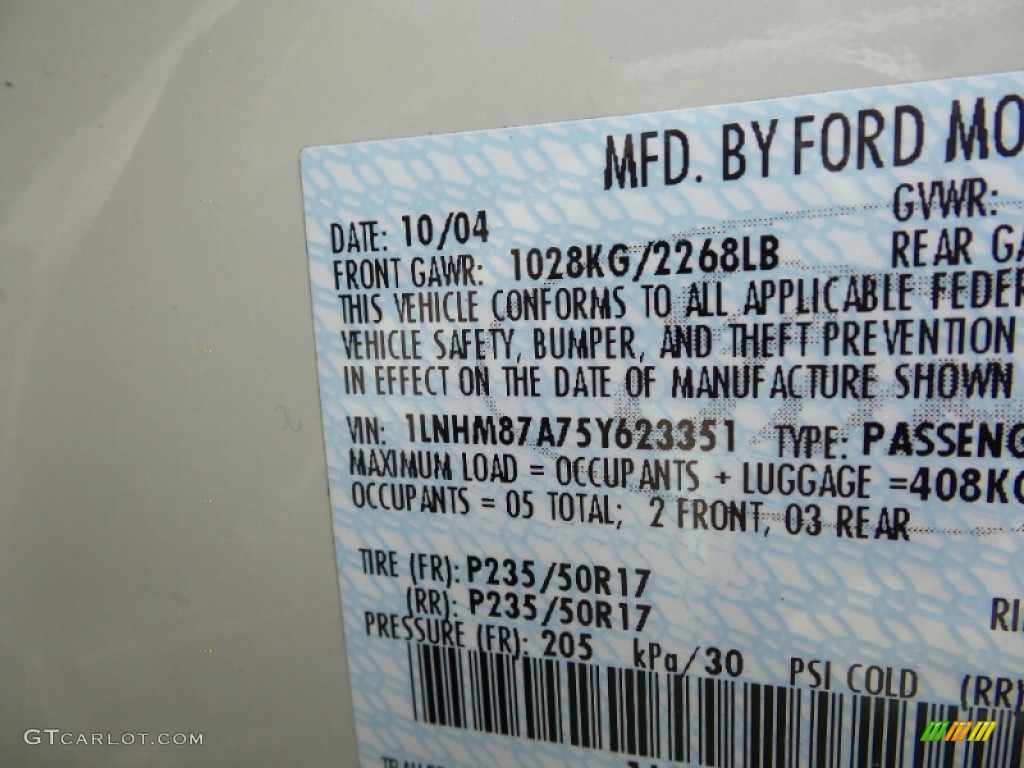 MFD. BY FORD MO
DATE: 10/04 GVWR:
FRONT GAWR: 1028KG/2268LB REAR GA
THIS VEHICLE CONFORMS TO ALL APPLICABLE FEDER
VEHICLE SAFETY, BUMPER, AND THEFT PREVENTION
IN EFFECT ON THE DATE OF MANUFACTURE SHOWN
VIN: 1LNHM87A75Y623351 TYPE: PASSENG
MAXIMUM LOAD = OCCUPANTS + LUGGAGE =408KG
OCCUPANTS = 05 TOTAL; 2 FRONT, 03 REAR
TIRE (FR): P235/50R17
(RR): P235/50R17 RI
PRESSURE (FR): 205 kPa/30 PSI COLD (RR)
GTCARLOT.COM